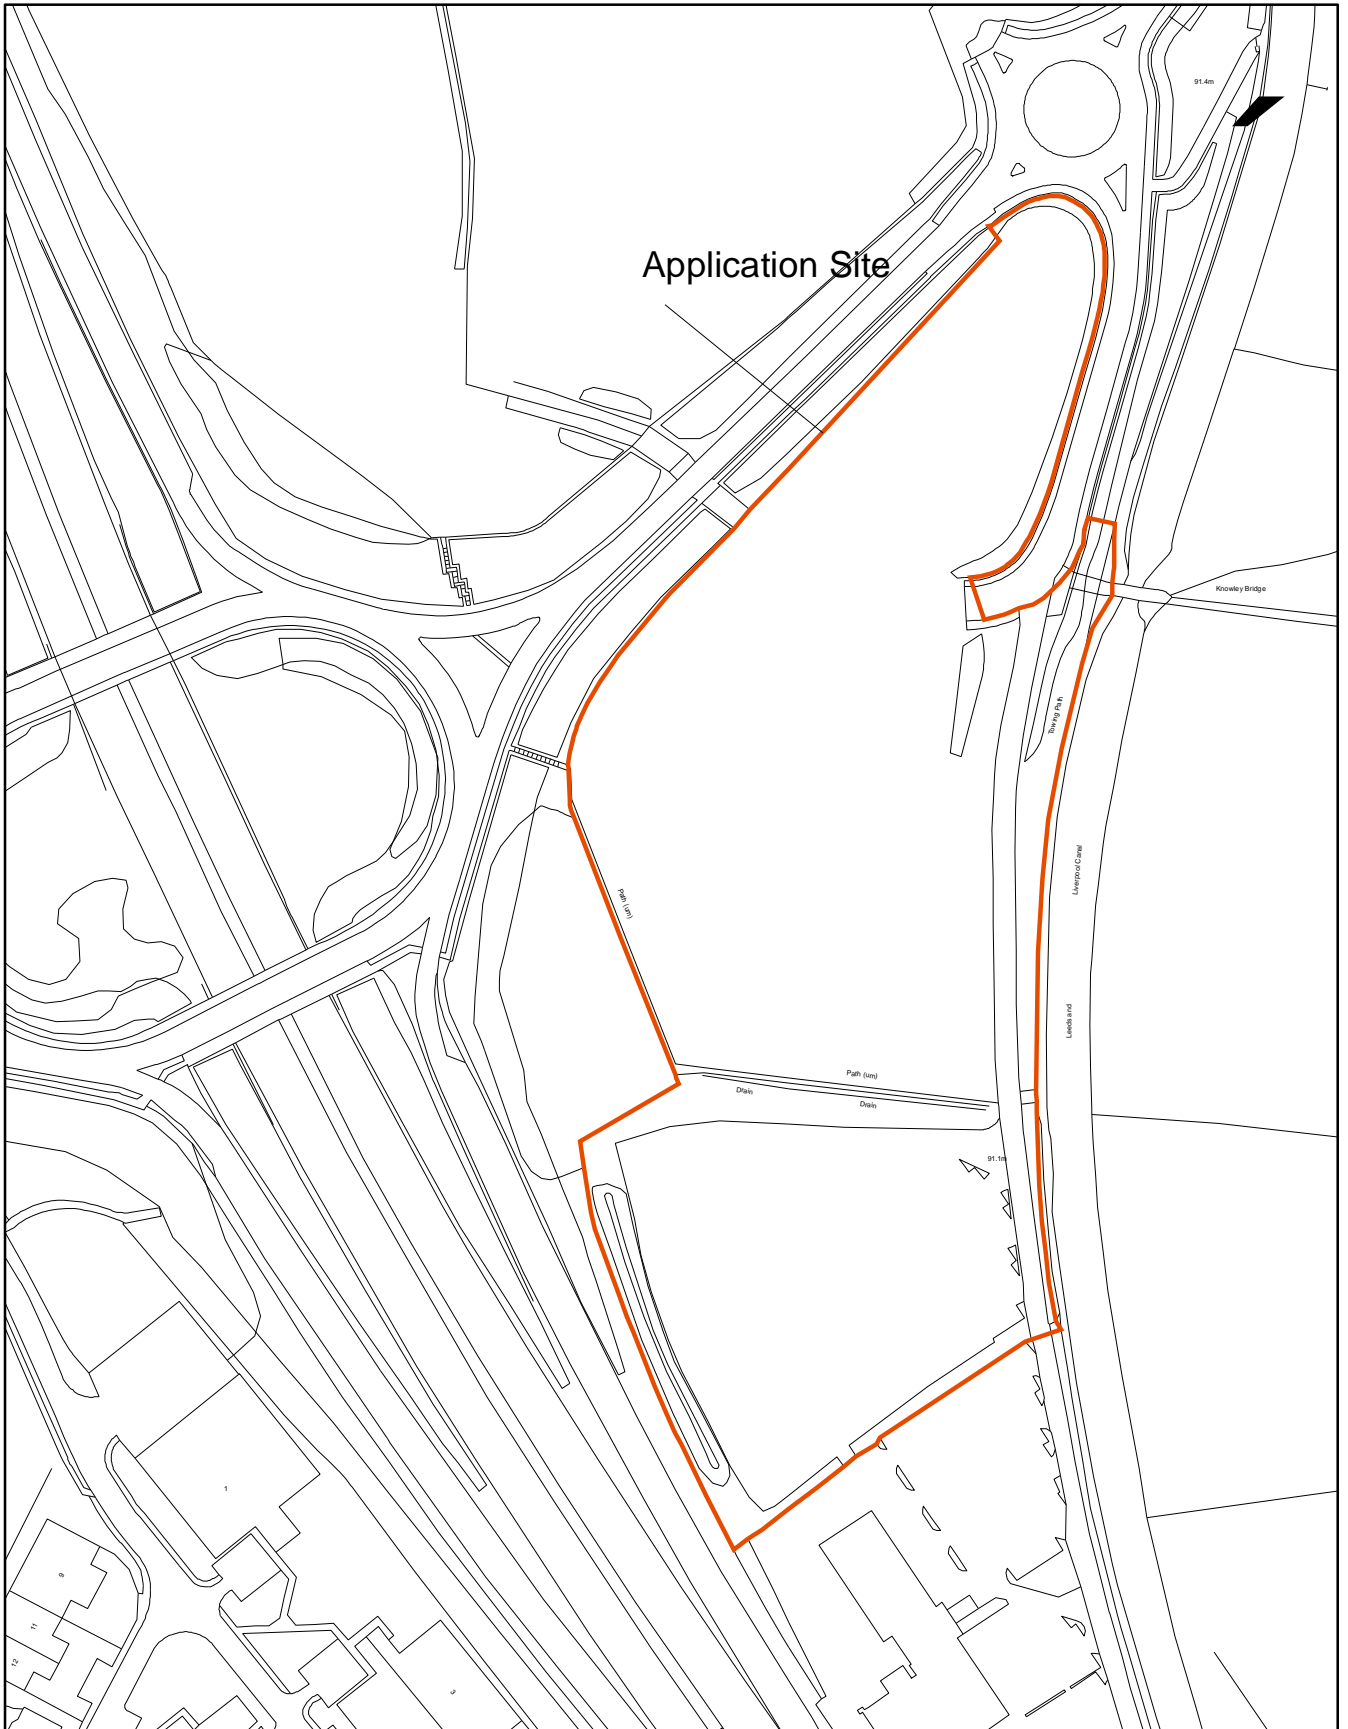 91.4m
Application Site
Knowley Bridge
Towing Path
Liverpool Canal
Path (um)
Leeds and
Path (um)
Drain
Drain
91.1m
1
9
11
12
3